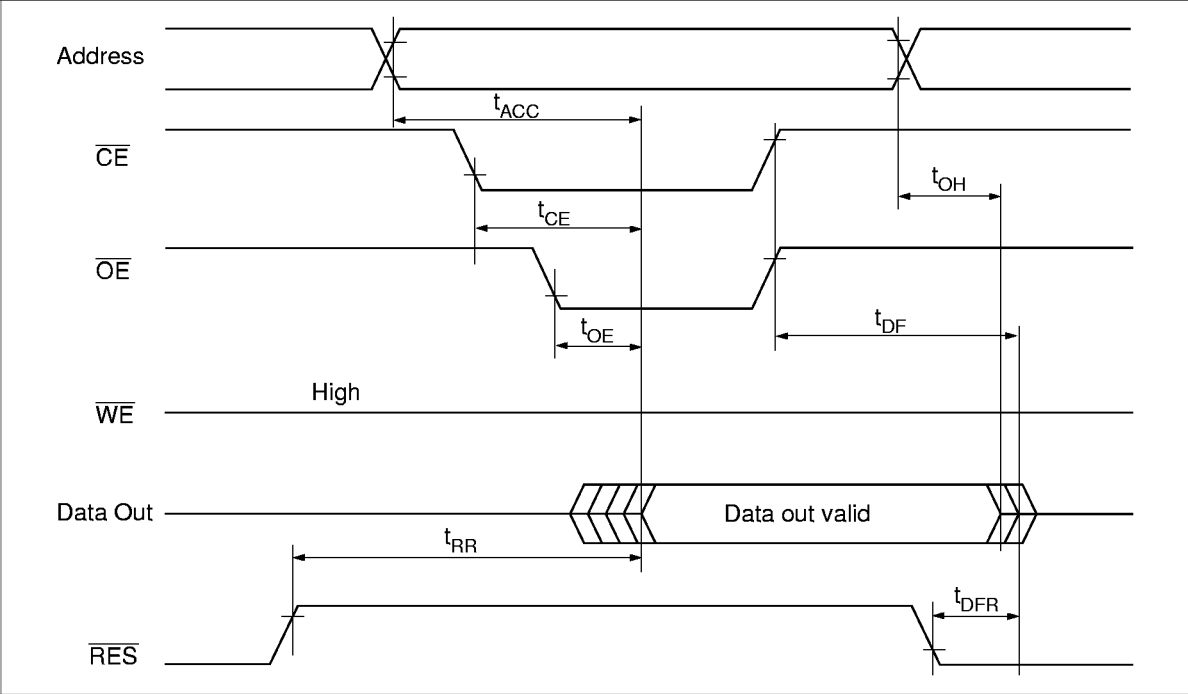 Address
tACC
CE
tOH
tCE
OE
tDF
tOE
High
WE
Data Out
Data out valid
tRR
tDFR
RES